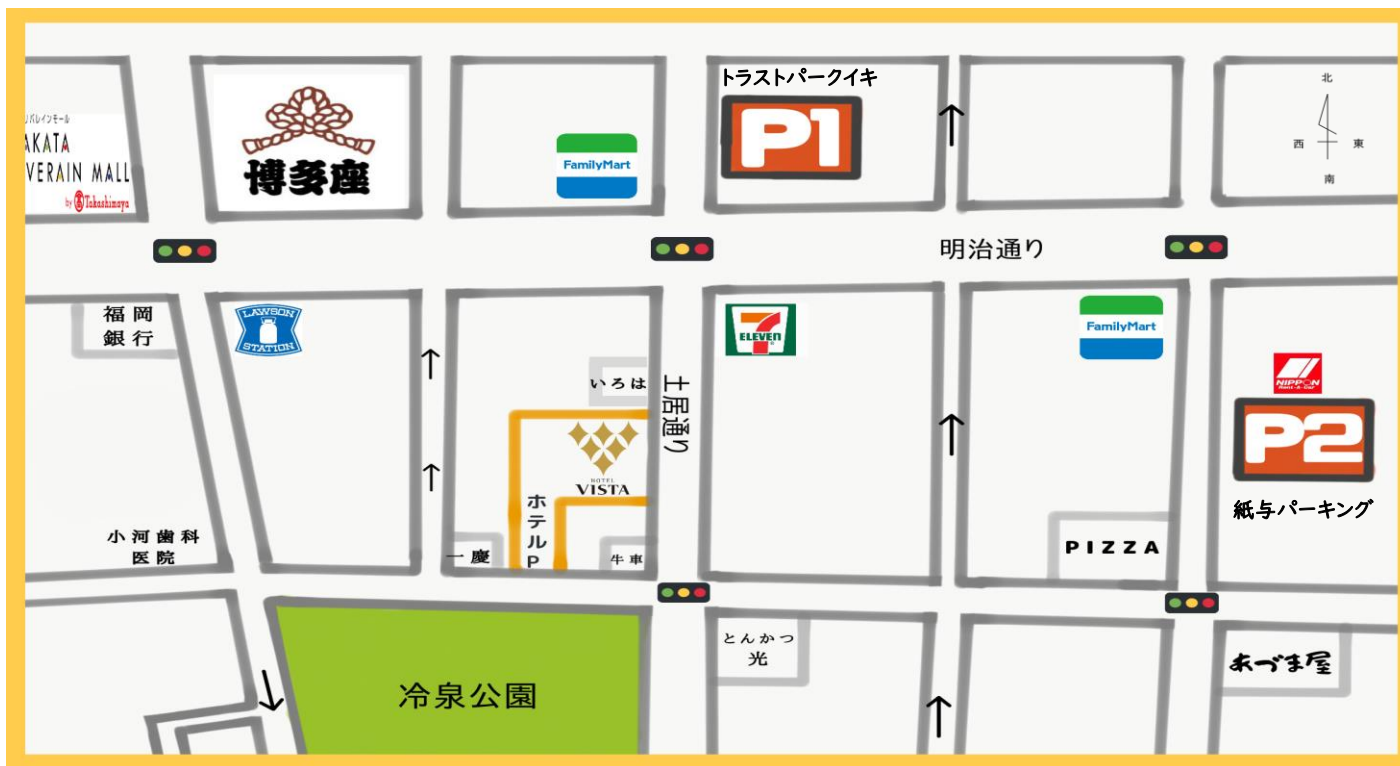 トラストパークイキ
P1
北
西
東
南
リバレインモール
AKATA
VERAIN MALL
by Takashimaya
博多座
FamilyMart
明治通り
福岡
銀行
LAWSON
STATION
7
ELEVEn
FamilyMart
いろは
土居通り
NIPPON
Rent-A-Car
P2
紙与パーキング
HOTEL
VISTA
ホテルP
小河歯科
医院
一慶
牛車
PIZZA
とんかつ
光
あづま屋
冷泉公園